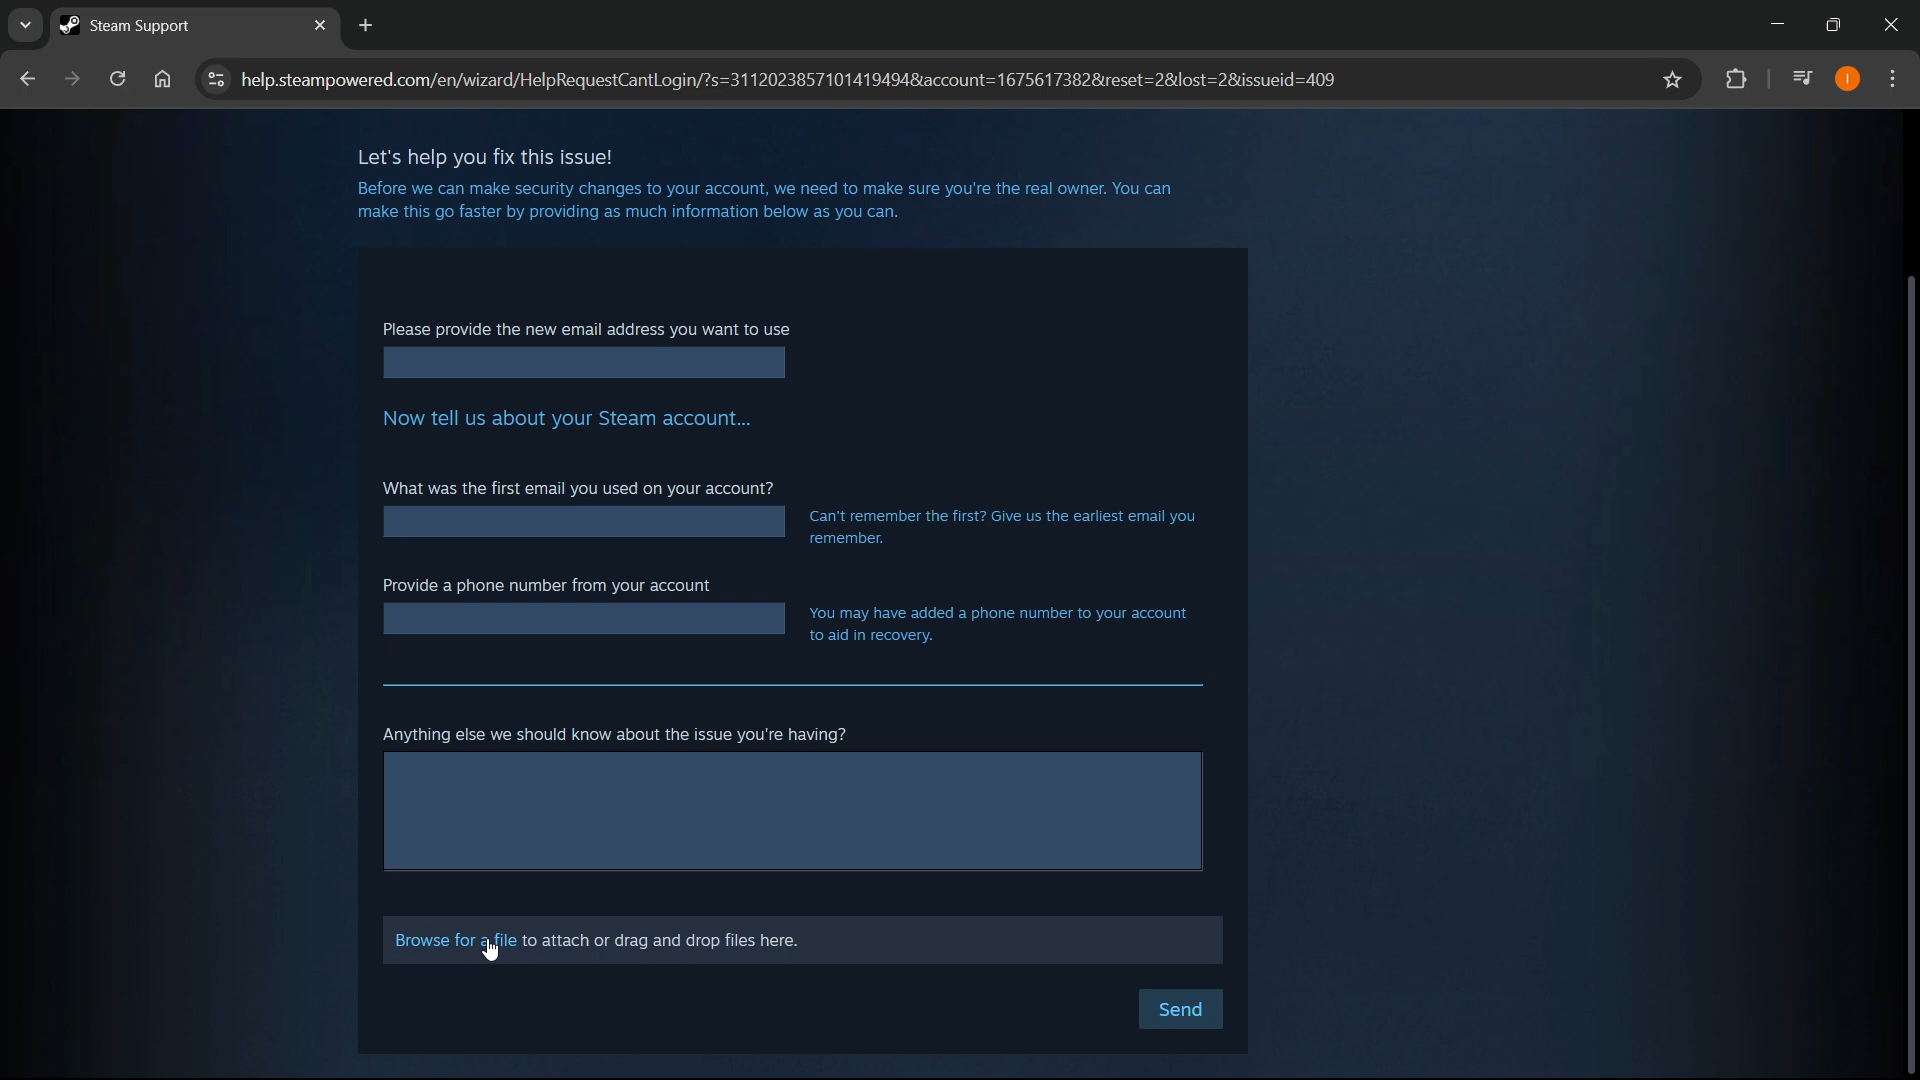 Steam Support
help.steampowered.com/en/wizard/HelpRequestCantLogin/?s=3112023857101419494&account=1675617382&reset=2&lost=2&issueid=409
I
Let's help you fix this issue!
Before we can make security changes to your account, we need to make sure you're the real owner. You can
make this go faster by providing as much information below as you can.
Please provide the new email address you want to use
Now tell us about your Steam account...
What was the first email you used on your account?
Can't remember the first? Give us the earliest email you
remember.
Provide a phone number from your account
You may have added a phone number to your account
to aid in recovery.
Anything else we should know about the issue you're having?
Browse for a file to attach or drag and drop files here.
Send